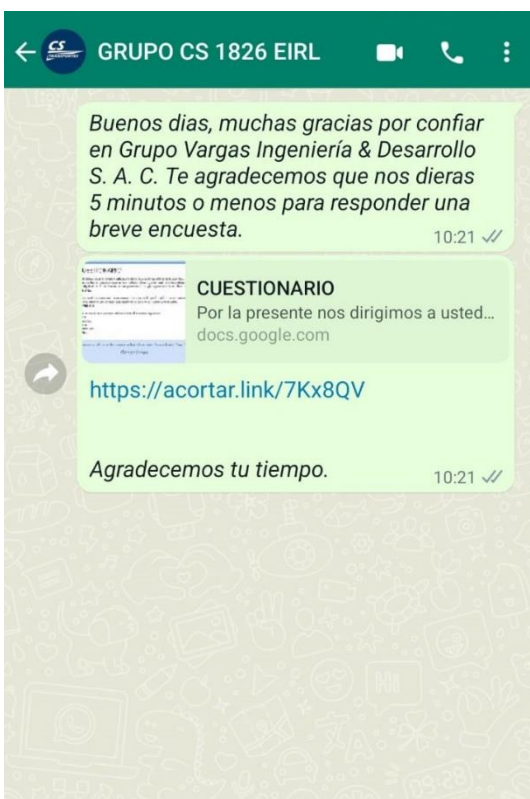 CS
GRUPO CS 1826 EIRL
Buenos dias, muchas gracias por confiar
en Grupo Vargas Ingeniería & Desarrollo
S. A. C. Te agradecemos que nos dieras
5 minutos o menos para responder una
breve encuesta.
10:21
CUESTIONARIO
CUESTIONARIO
Por la presente nos dirigimos a usted...
docs.google.com
https://acortar.link/7Kx8QV
Agradecemos tu tiempo.
10:21